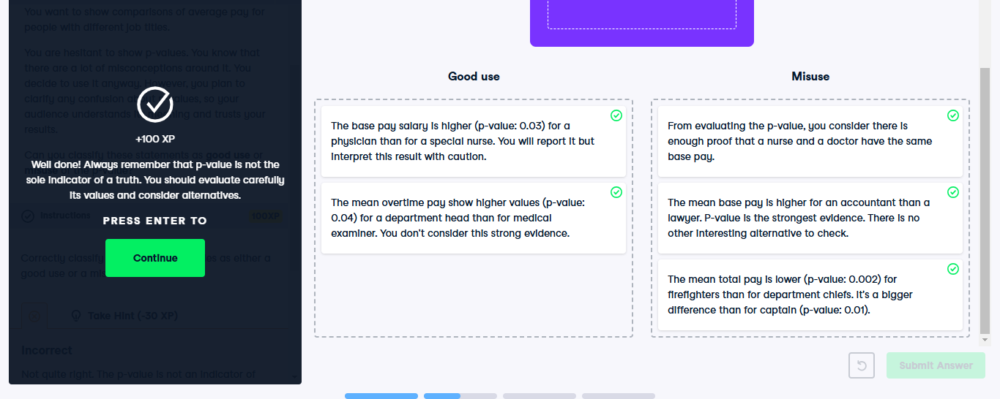 You want to show comparisons of average pay for
people with different job titles.
You are hesitant to show p-values. You know that
there are a lot of misconceptions around it. You
decide to use it anyway. However, you plan to
clarify any confusion about values, so your
audience understands and trusts your
results.
Can you classify these statements as good use or
+100 XP
Well done! Always remember that p-value is not the
sole indicator of a truth. You should evaluate carefully
its values and consider alternatives.
Instructions
100XP
PRESS ENTER TO
Continue
Correctly classify es as either a
good use or a
Take Hint (-30 XP)
Incorrect
Not quite right. The p-value is not an indicator of
Good use
The base pay salary is higher (p-value: 0.03) for a
physician than for a special nurse. You will report it but
interpret this result with caution.
The mean overtime pay show higher values (p-value:
0.04) for a department head than for medical
examiner. You don't consider this strong evidence.
Misuse
From evaluating the p-value, you consider there is
enough proof that a nurse and a doctor have the same
base pay.
The mean base pay is higher for an accountant than a
lawyer. P-value is the strongest evidence. There is no
other interesting alternative to check.
The mean total pay is lower (p-value: 0.002) for
firefighters than for department chiefs. It's a bigger
difference than for captain (p-value: 0.01).
Submit Answer